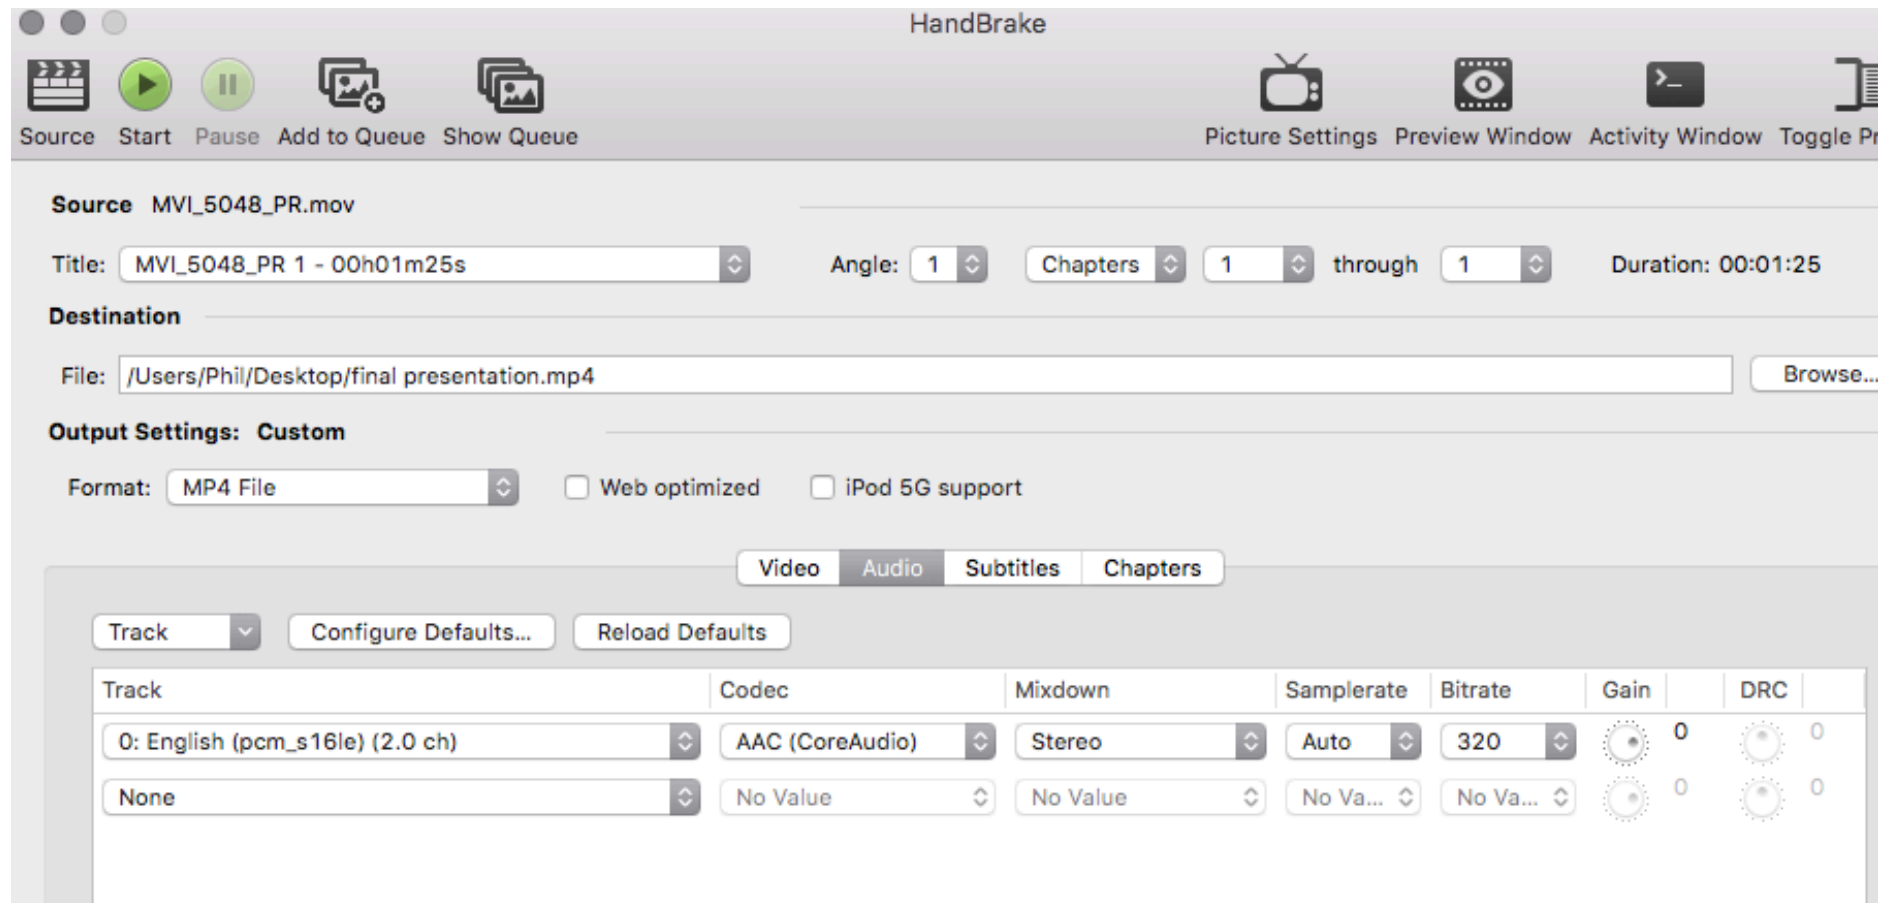 HandBrake
Source Start Pause Add to Queue Show Queue Picture Settings Preview Window Activity Window Toggle Pr
Source MVI_5048_PR.mov
Title: MVI_5048_PR 1 - 00h01m25s Angle: 1 Chapters 1 through 1 Duration: 00:01:25
Destination
File: /Users/Phil/Desktop/final presentation.mp4 Browse...
Output Settings: Custom
Format: MP4 File Web optimized iPod 5G support
Video Audio Subtitles Chapters
Track Configure Defaults... Reload Defaults
Track Codec Mixdown Samplerate Bitrate Gain DRC
0: English (pcm_s16le) (2.0 ch) AAC (CoreAudio) Stereo Auto 320 0 0
None No Value No Value No Va... No Va... 0 0